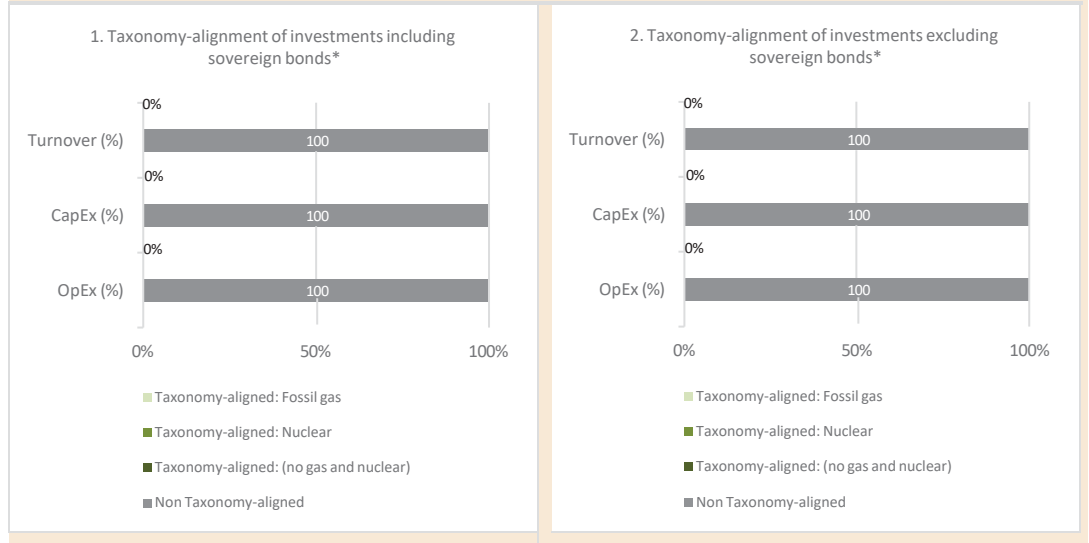 1. Taxonomy-alignment of investments including
sovereign bonds*
0%
Turnover (%)
100
0%
CapEx (%)
100
0%
OpEx (%)
100
0%
50%
100%
Taxonomy-aligned: Fossil gas
Taxonomy-aligned: Nuclear
Taxonomy-aligned: (no gas and nuclear)
Non Taxonomy-aligned
2. Taxonomy-alignment of investments excluding
sovereign bonds*
0%
Turnover (%)
100
0%
CapEx (%)
100
0%
OpEx (%)
100
0%
50%
100%
Taxonomy-aligned: Fossil gas
Taxonomy-aligned: Nuclear
Taxonomy-aligned: (no gas and nuclear)
Non Taxonomy-aligned